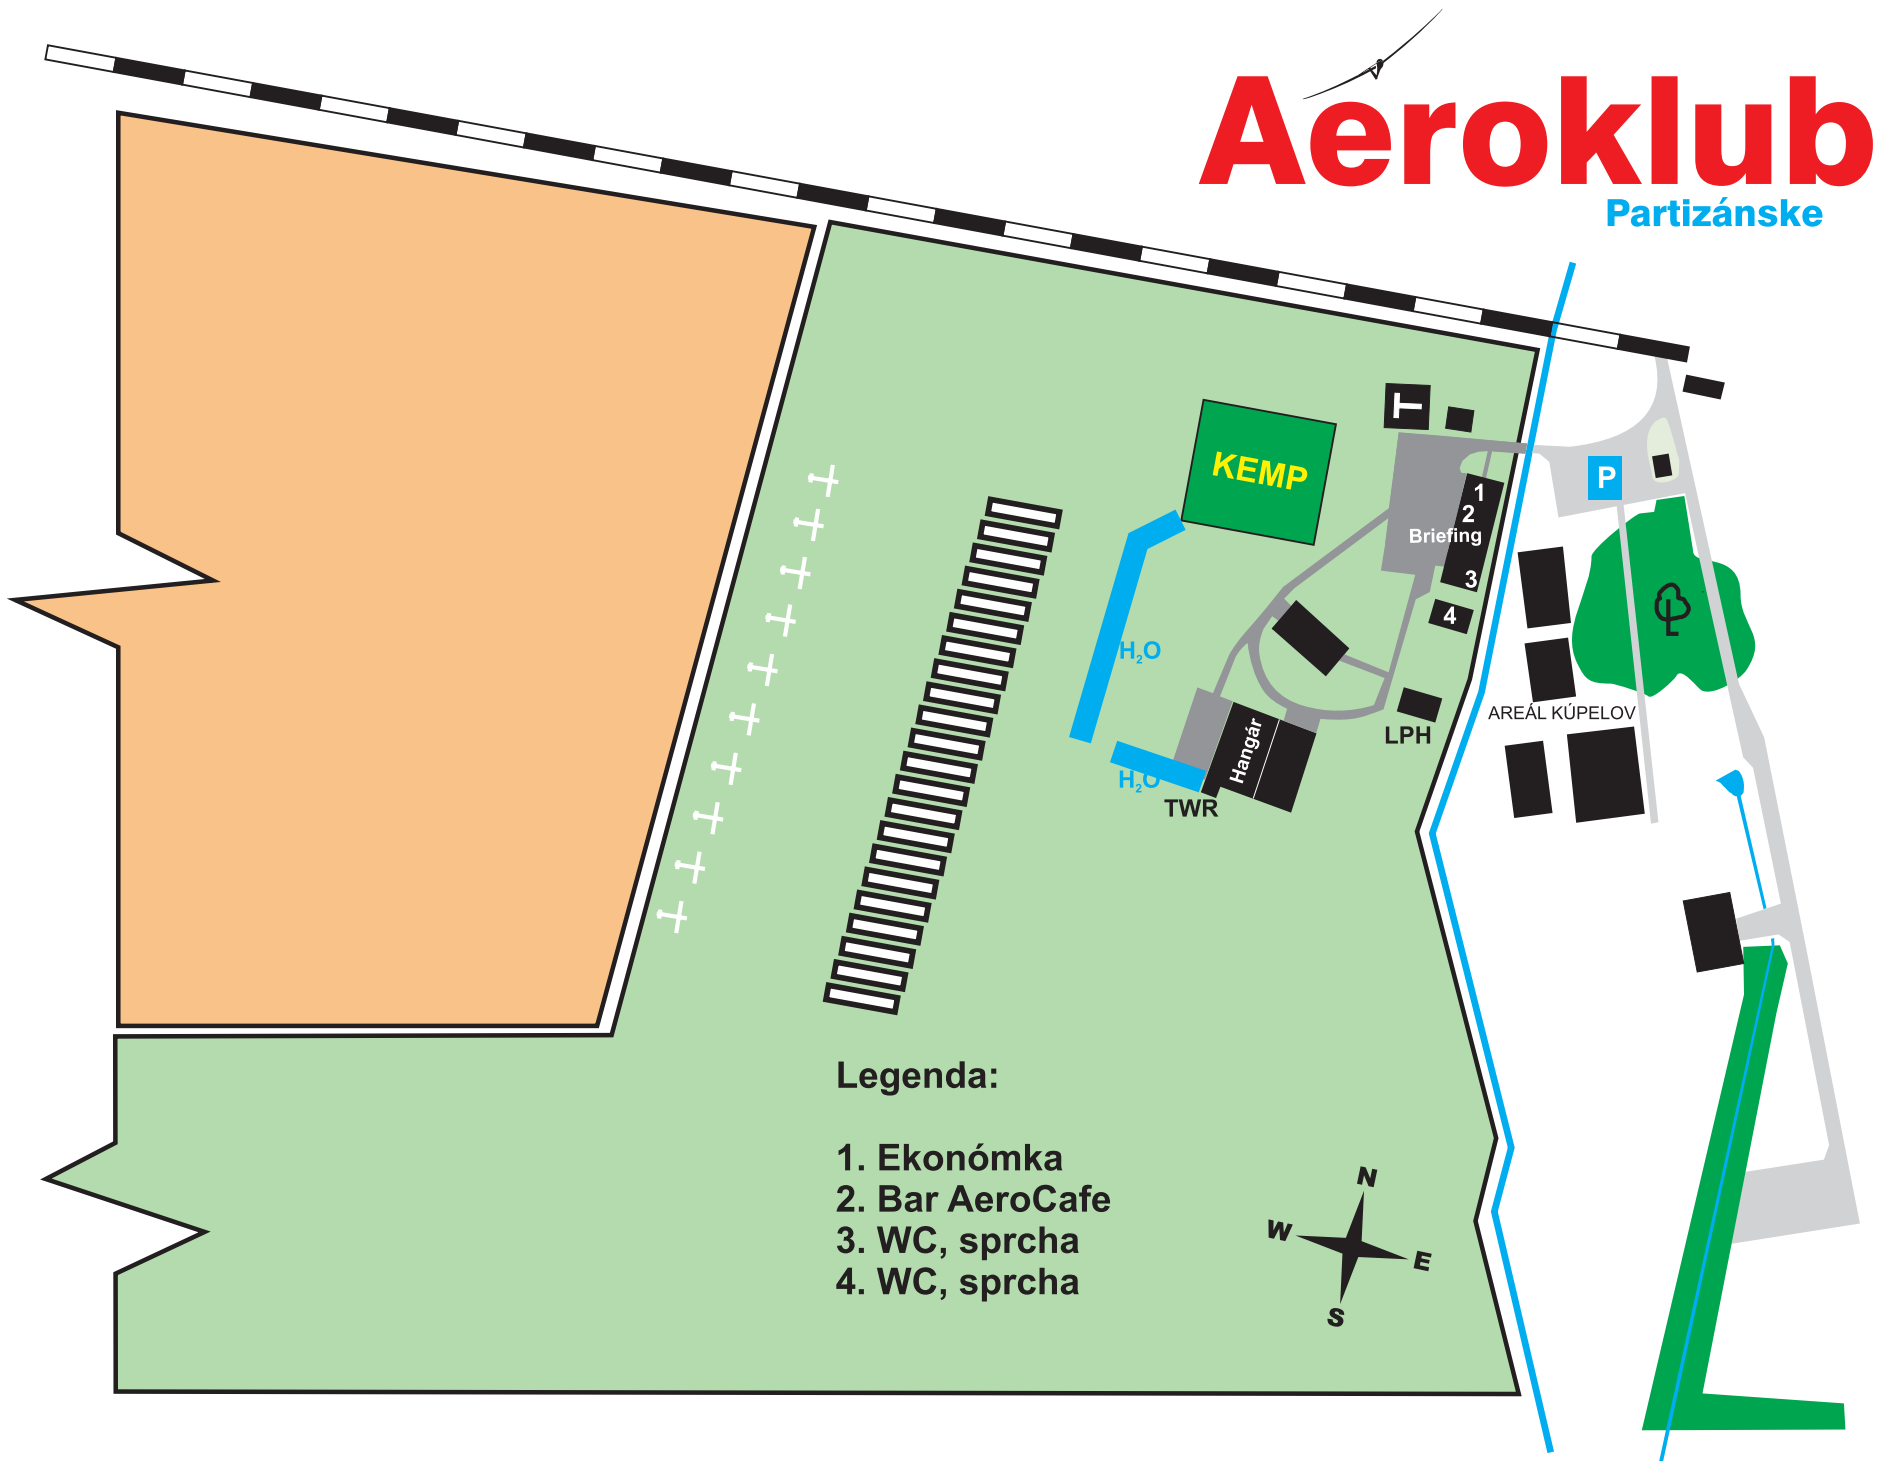 Aeroklub
Partizánske
T
KEMP
P
1
2
Briefing
3
4
H₂O
AREÁL KÚPELOV
LPH
Hangár
H₂O
TWR
Legenda:
1. Ekonómka
2. Bar AeroCafe
3. WC, sprcha
4. WC, sprcha
N
W
E
S